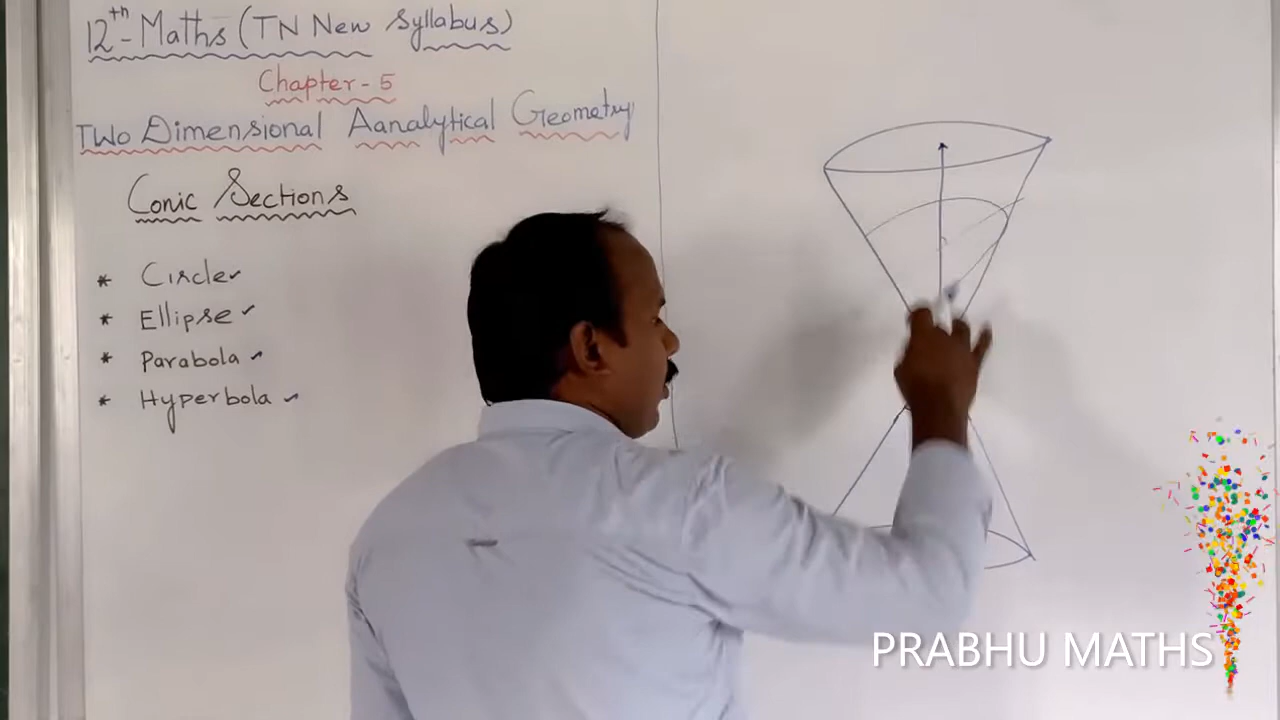 12th - Maths (TN New Syllabus)
Chapter - 5
Two Dimensional Aanalytical Geometry
Conic Sections
* Circle ✓
* Ellipse ✓
* Parabola ✓
* Hyperbola ✓
PRABHU MATHS